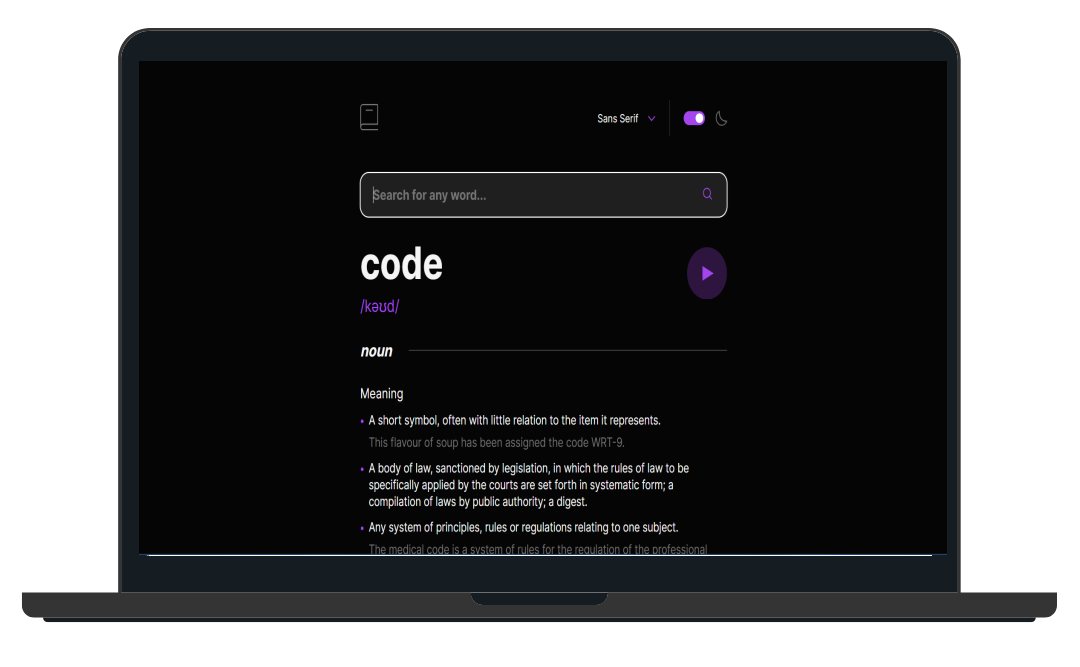 Sans Serif
Search for any word...
code
/kəʊd/
noun
Meaning
A short symbol, often with little relation to the item it represents.
This flavour of soup has been assigned the code WRT-9.
A body of law, sanctioned by legislation, in which the rules of law to be
specifically applied by the courts are set forth in systematic form; a
compilation of laws by public authority; a digest.
Any system of principles, rules or regulations relating to one subject.
The medical code is a system of rules for the regulation of the professional